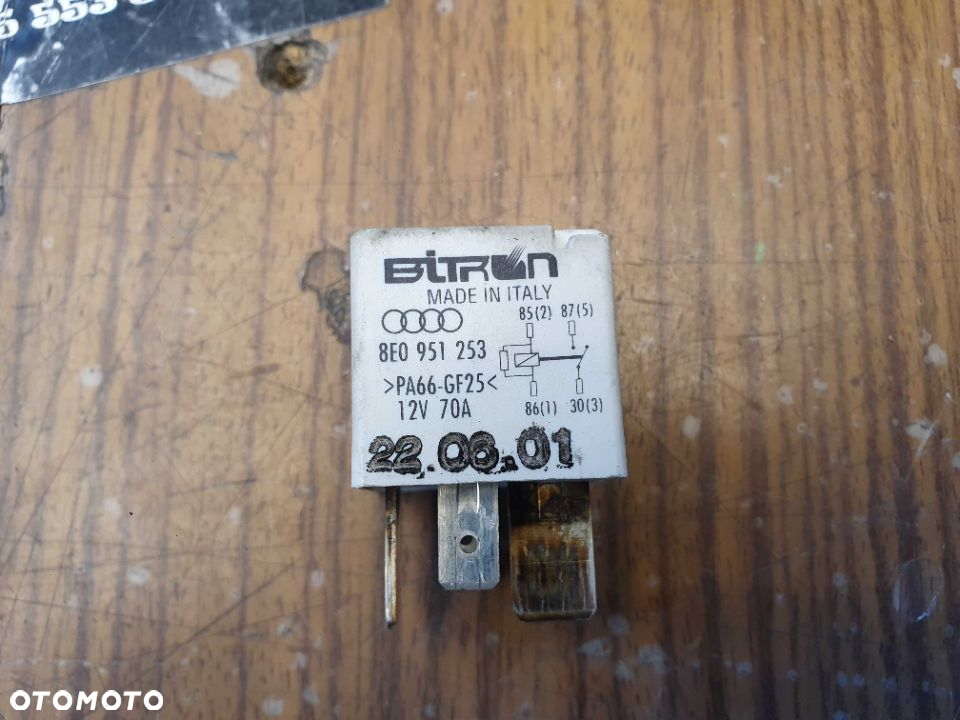 BiTRON
MADE IN ITALY
85(2) 87(5)
8E0 951 253
>PA66-GF25<
12V 70A
86(1) 30(3)
22.06.01
OTOMOTO